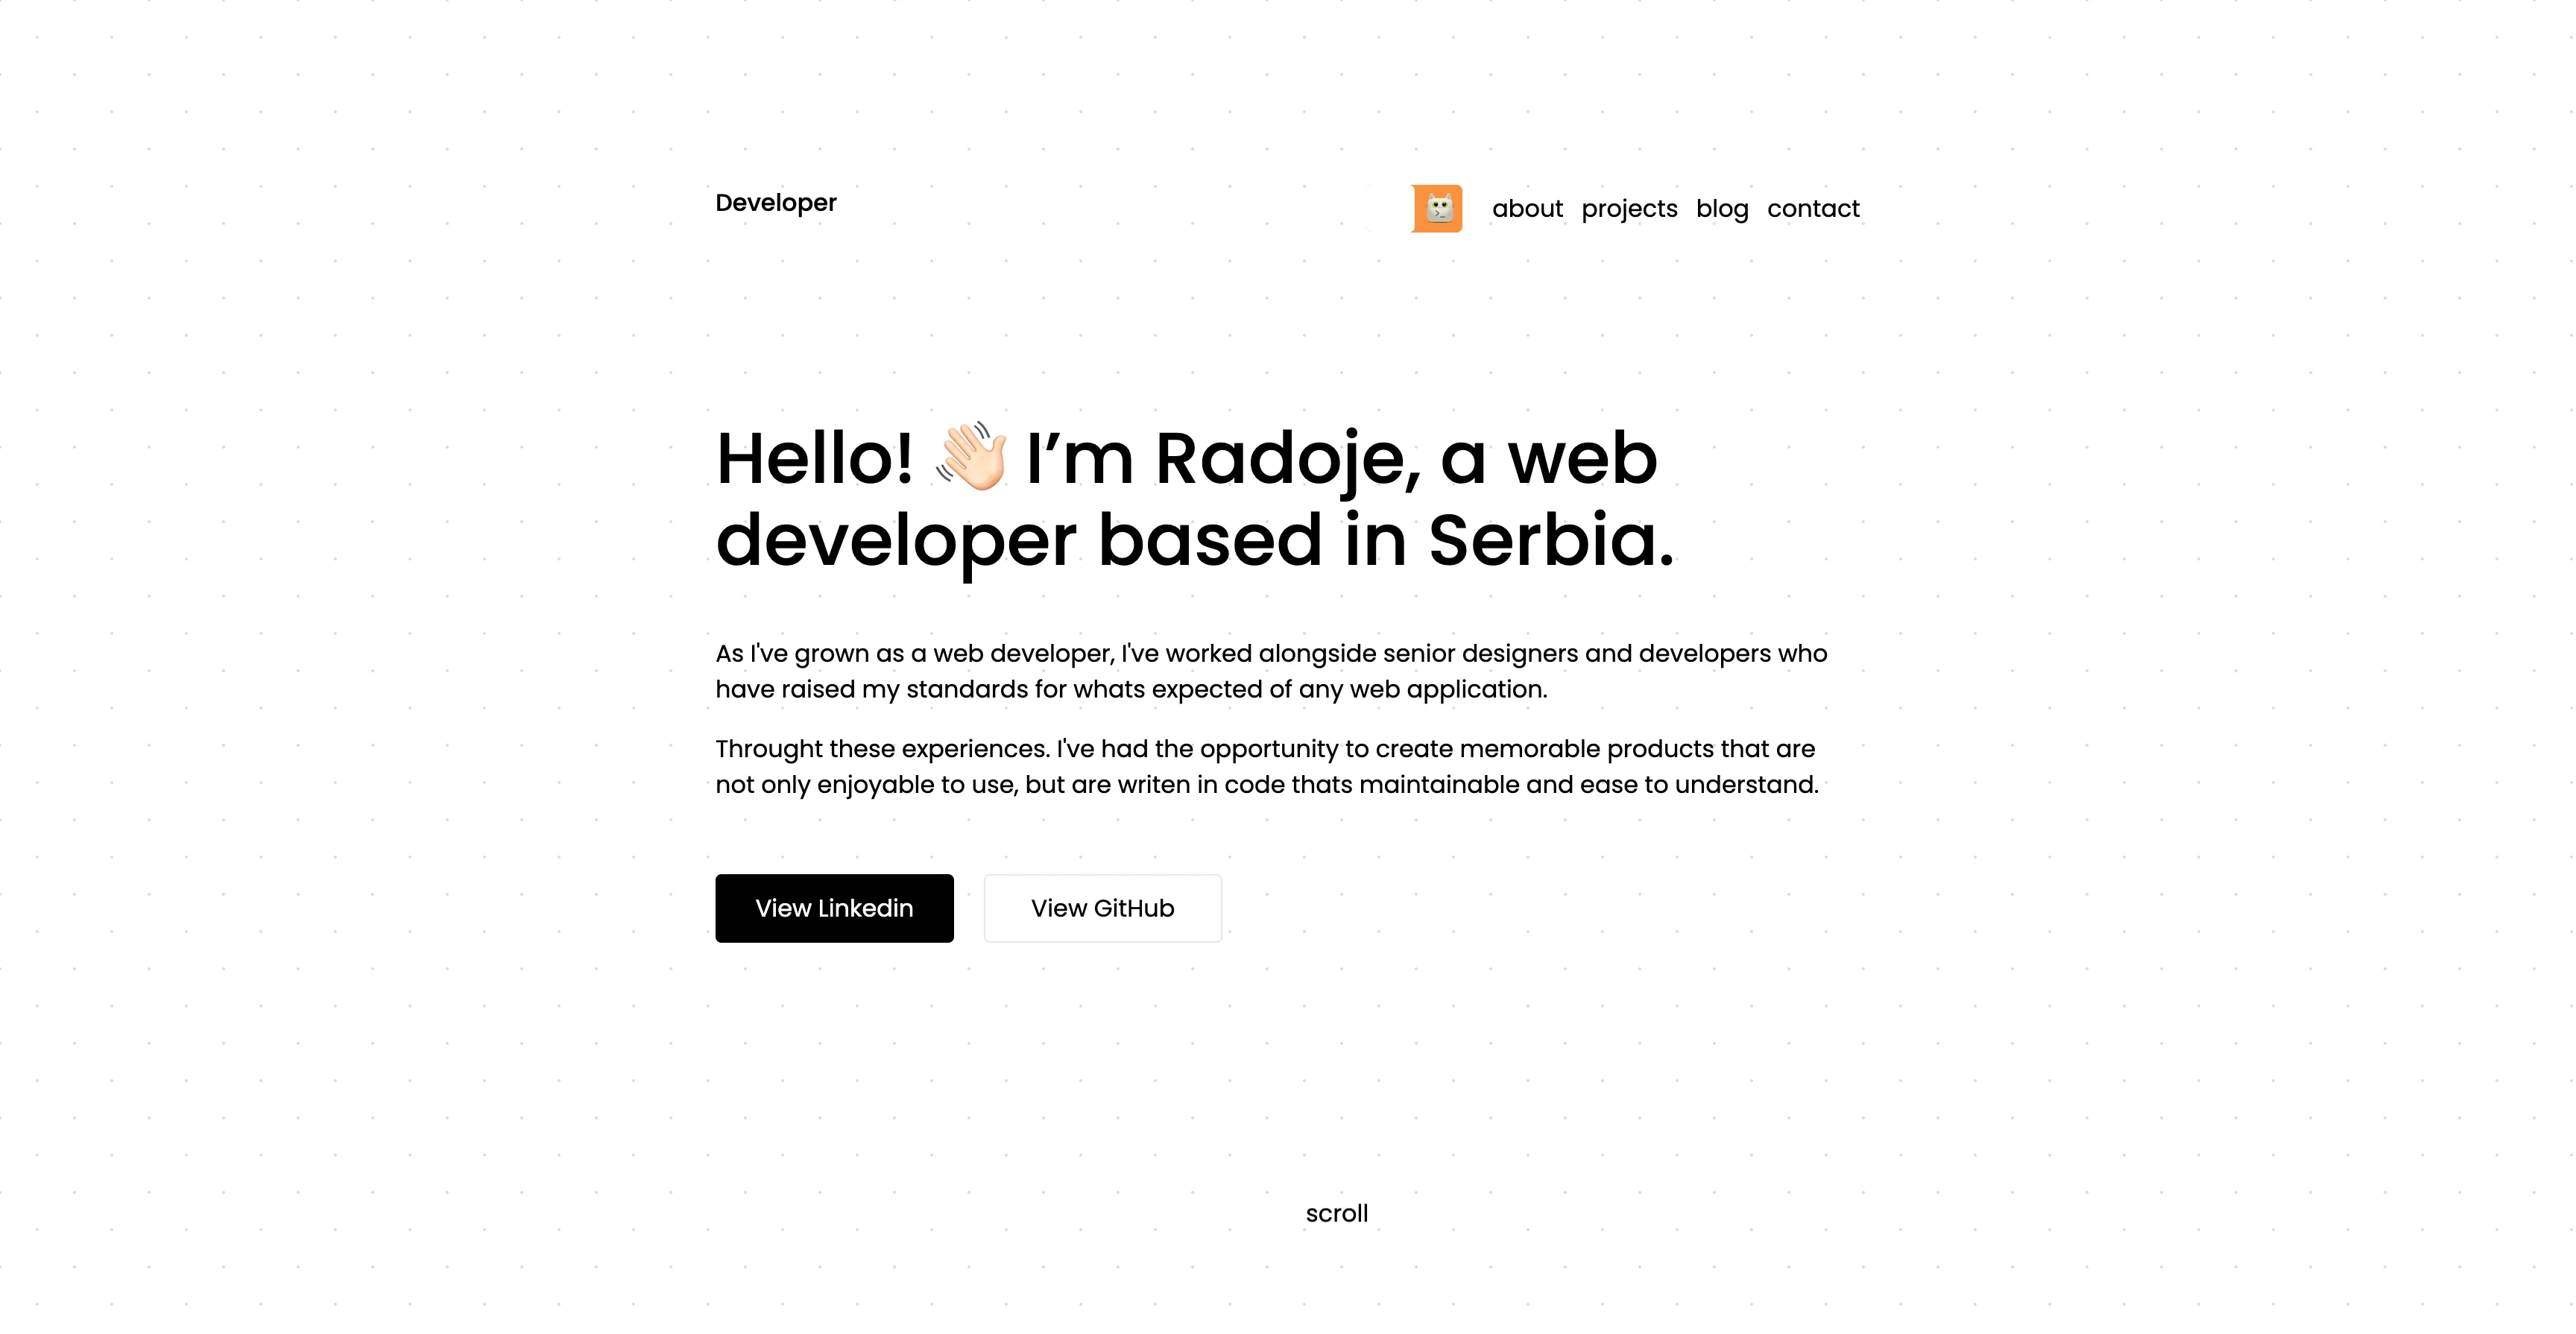 Developer
about projects blog contact
Hello! 👋🏻 I’m Radoje, a web
developer based in Serbia.
As I've grown as a web developer, I've worked alongside senior designers and developers who
have raised my standards for whats expected of any web application.
Throught these experiences. I've had the opportunity to create memorable products that are
not only enjoyable to use, but are writen in code thats maintainable and ease to understand.
View Linkedin
View GitHub
scroll